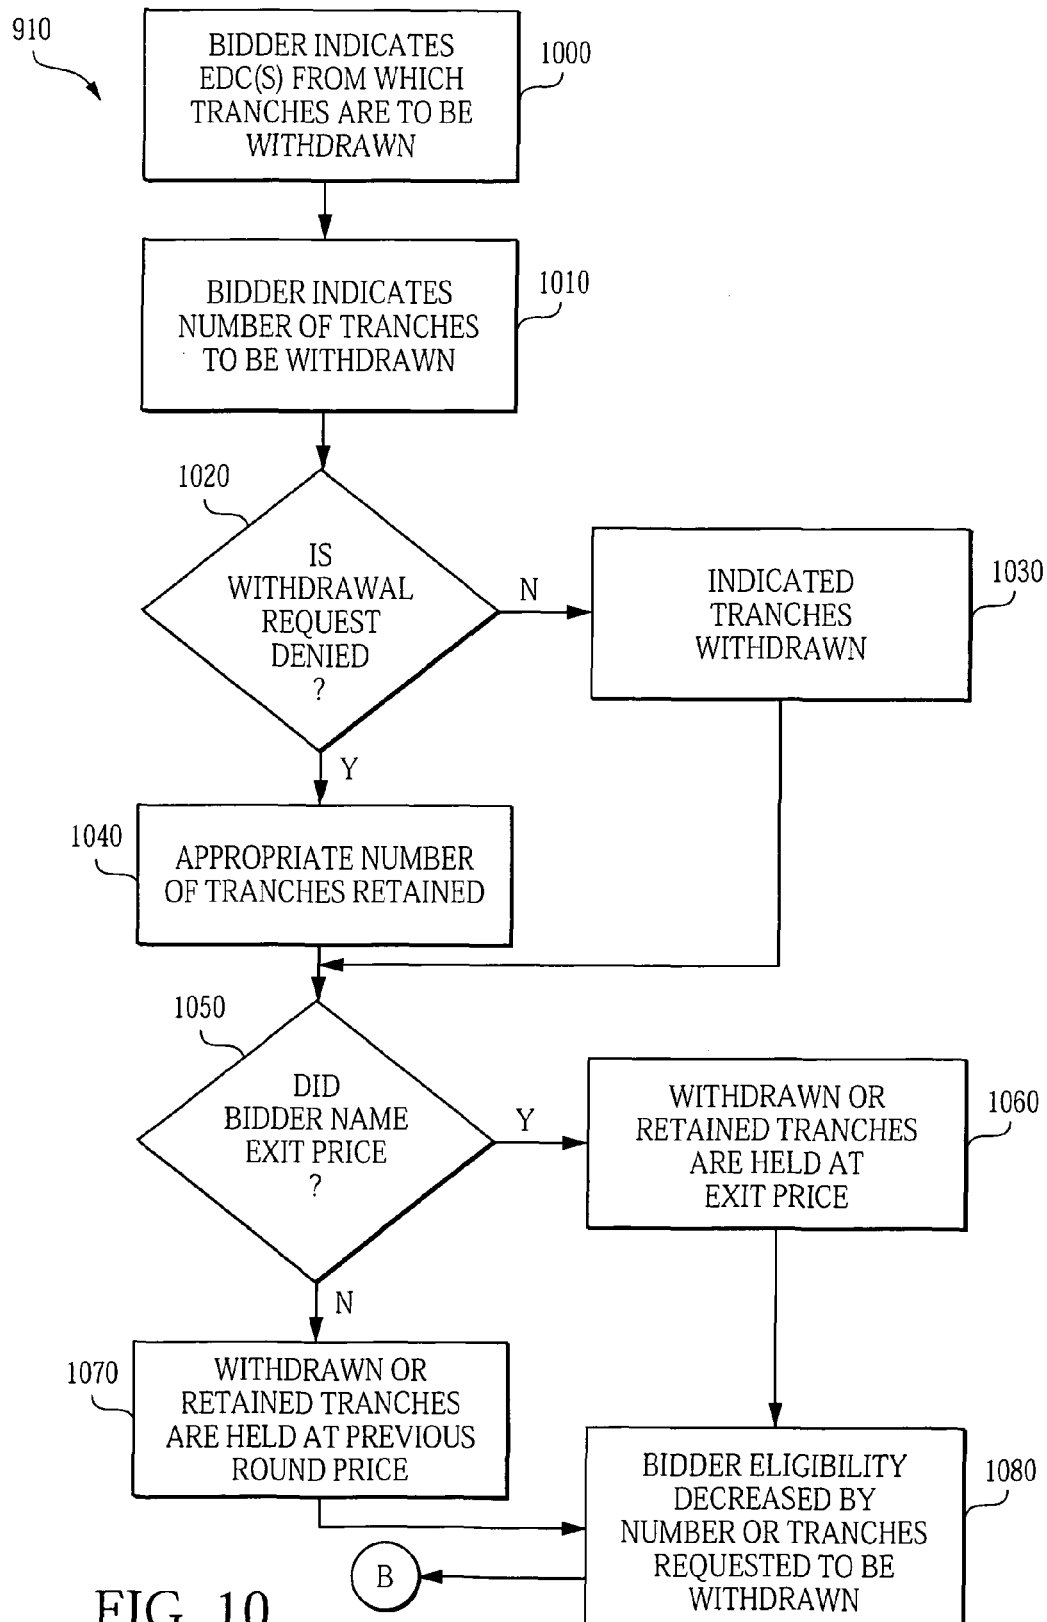 910
BIDDER INDICATES
EDC(S) FROM WHICH
TRANCHES ARE TO BE
WITHDRAWN
1000
BIDDER INDICATES
NUMBER OF TRANCHES
TO BE WITHDRAWN
1010
1020
IS
WITHDRAWAL
REQUEST
DENIED
?
N
Y
INDICATED
TRANCHES
WITHDRAWN
1030
1040
APPROPRIATE NUMBER
OF TRANCHES RETAINED
1050
DID
BIDDER NAME
EXIT PRICE
?
Y
N
WITHDRAWN OR
RETAINED TRANCHES
ARE HELD AT
EXIT PRICE
1060
1070
WITHDRAWN OR
RETAINED TRANCHES
ARE HELD AT PREVIOUS
ROUND PRICE
BIDDER ELIGIBILITY
DECREASED BY
NUMBER OR TRANCHES
REQUESTED TO BE
WITHDRAWN
1080
B
FIG. 10